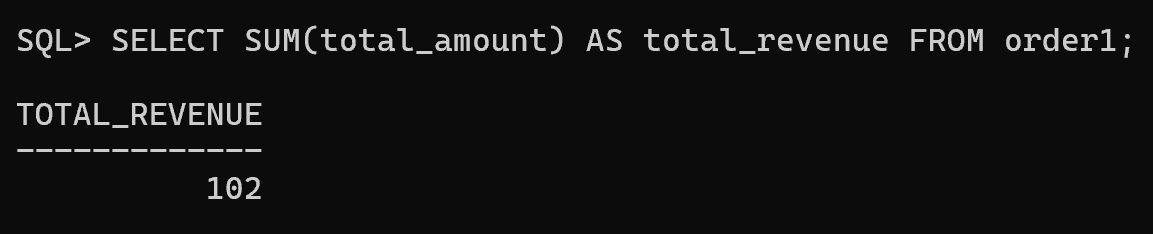 SQL> SELECT SUM(total_amount) AS total_revenue FROM order1;
TOTAL_REVENUE
-------------
102